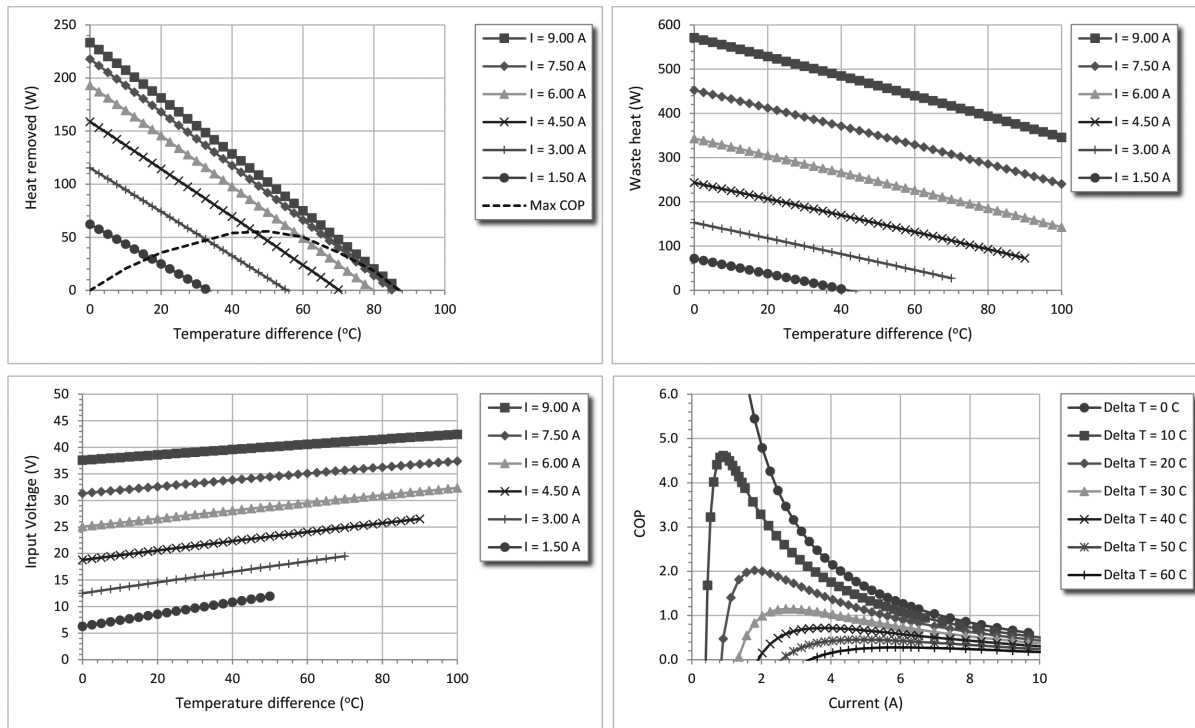 250
200
150
100
50
0
0 20 40 60 80 100
Heat removed (W)
Temperature difference (°C)
I = 9.00 A
I = 7.50 A
I = 6.00 A
I = 4.50 A
I = 3.00 A
I = 1.50 A
Max COP
600
500
400
300
200
100
0
0 20 40 60 80 100
Waste heat (W)
Temperature difference (°C)
I = 9.00 A
I = 7.50 A
I = 6.00 A
I = 4.50 A
I = 3.00 A
I = 1.50 A
50
45
40
35
30
25
20
15
10
5
0
0 20 40 60 80 100
Input Voltage (V)
Temperature difference (°C)
I = 9.00 A
I = 7.50 A
I = 6.00 A
I = 4.50 A
I = 3.00 A
I = 1.50 A
6.0
5.0
4.0
3.0
2.0
1.0
0.0
0 2 4 6 8 10
COP
Current (A)
Delta T = 0 C
Delta T = 10 C
Delta T = 20 C
Delta T = 30 C
Delta T = 40 C
Delta T = 50 C
Delta T = 60 C